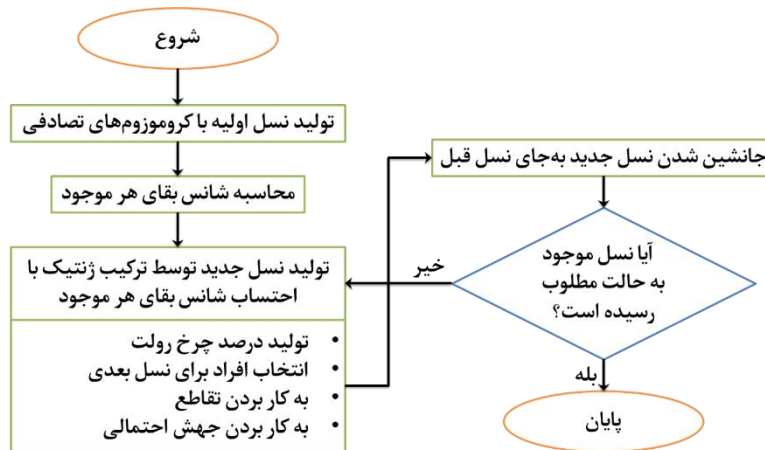 شروع
تولید نسل اولیه با کروموزوم‌های تصادفی
محاسبه شانس بقای هر موجود
تولید نسل جدید توسط ترکیب ژنتیک با
احتساب شانس بقای هر موجود
• تولید درصد چرخ رولت
• انتخاب افراد برای نسل بعدی
• به کار بردن تقاطع
• به کار بردن جهش احتمالی
جانشین شدن نسل جدید به‌جای نسل قبل
آیا نسل موجود
به حالت مطلوب
رسیده است؟
خیر
بله
پایان